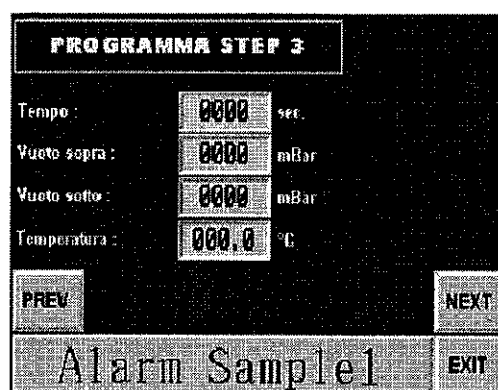 PROGRAMMA STEP 3
Tempo : 0000 sec.
Vuoto sopra : 0000 mBar
Vuoto sotto : 0000 mBar
Temperatura : 000.0 °C
PREV NEXT
Alarm Sample1 EXIT